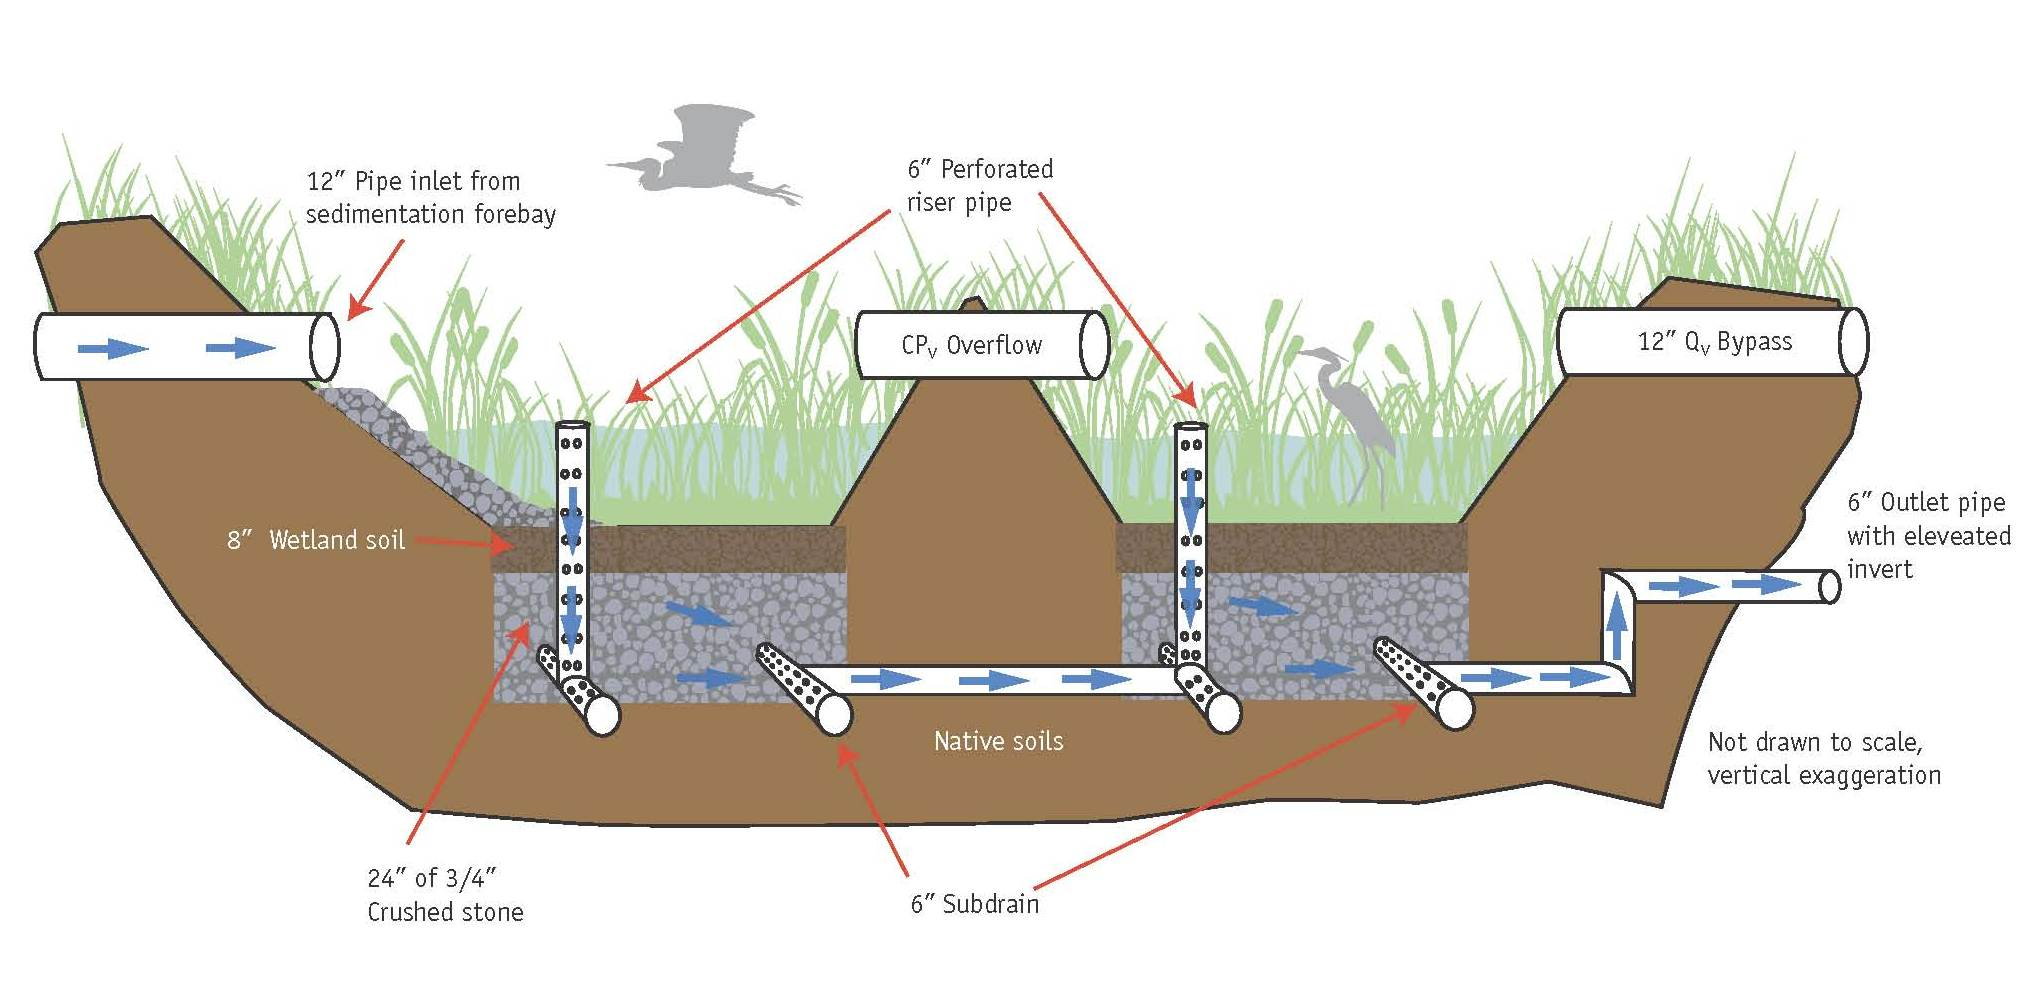 12” Pipe inlet from
sedimentation forebay
6” Perforated
riser pipe
CPv Overflow
12” Qv Bypass
8” Wetland soil
6” Outlet pipe
with eleveated
invert
Native soils
Not drawn to scale,
vertical exaggeration
24” of 3/4”
Crushed stone
6” Subdrain